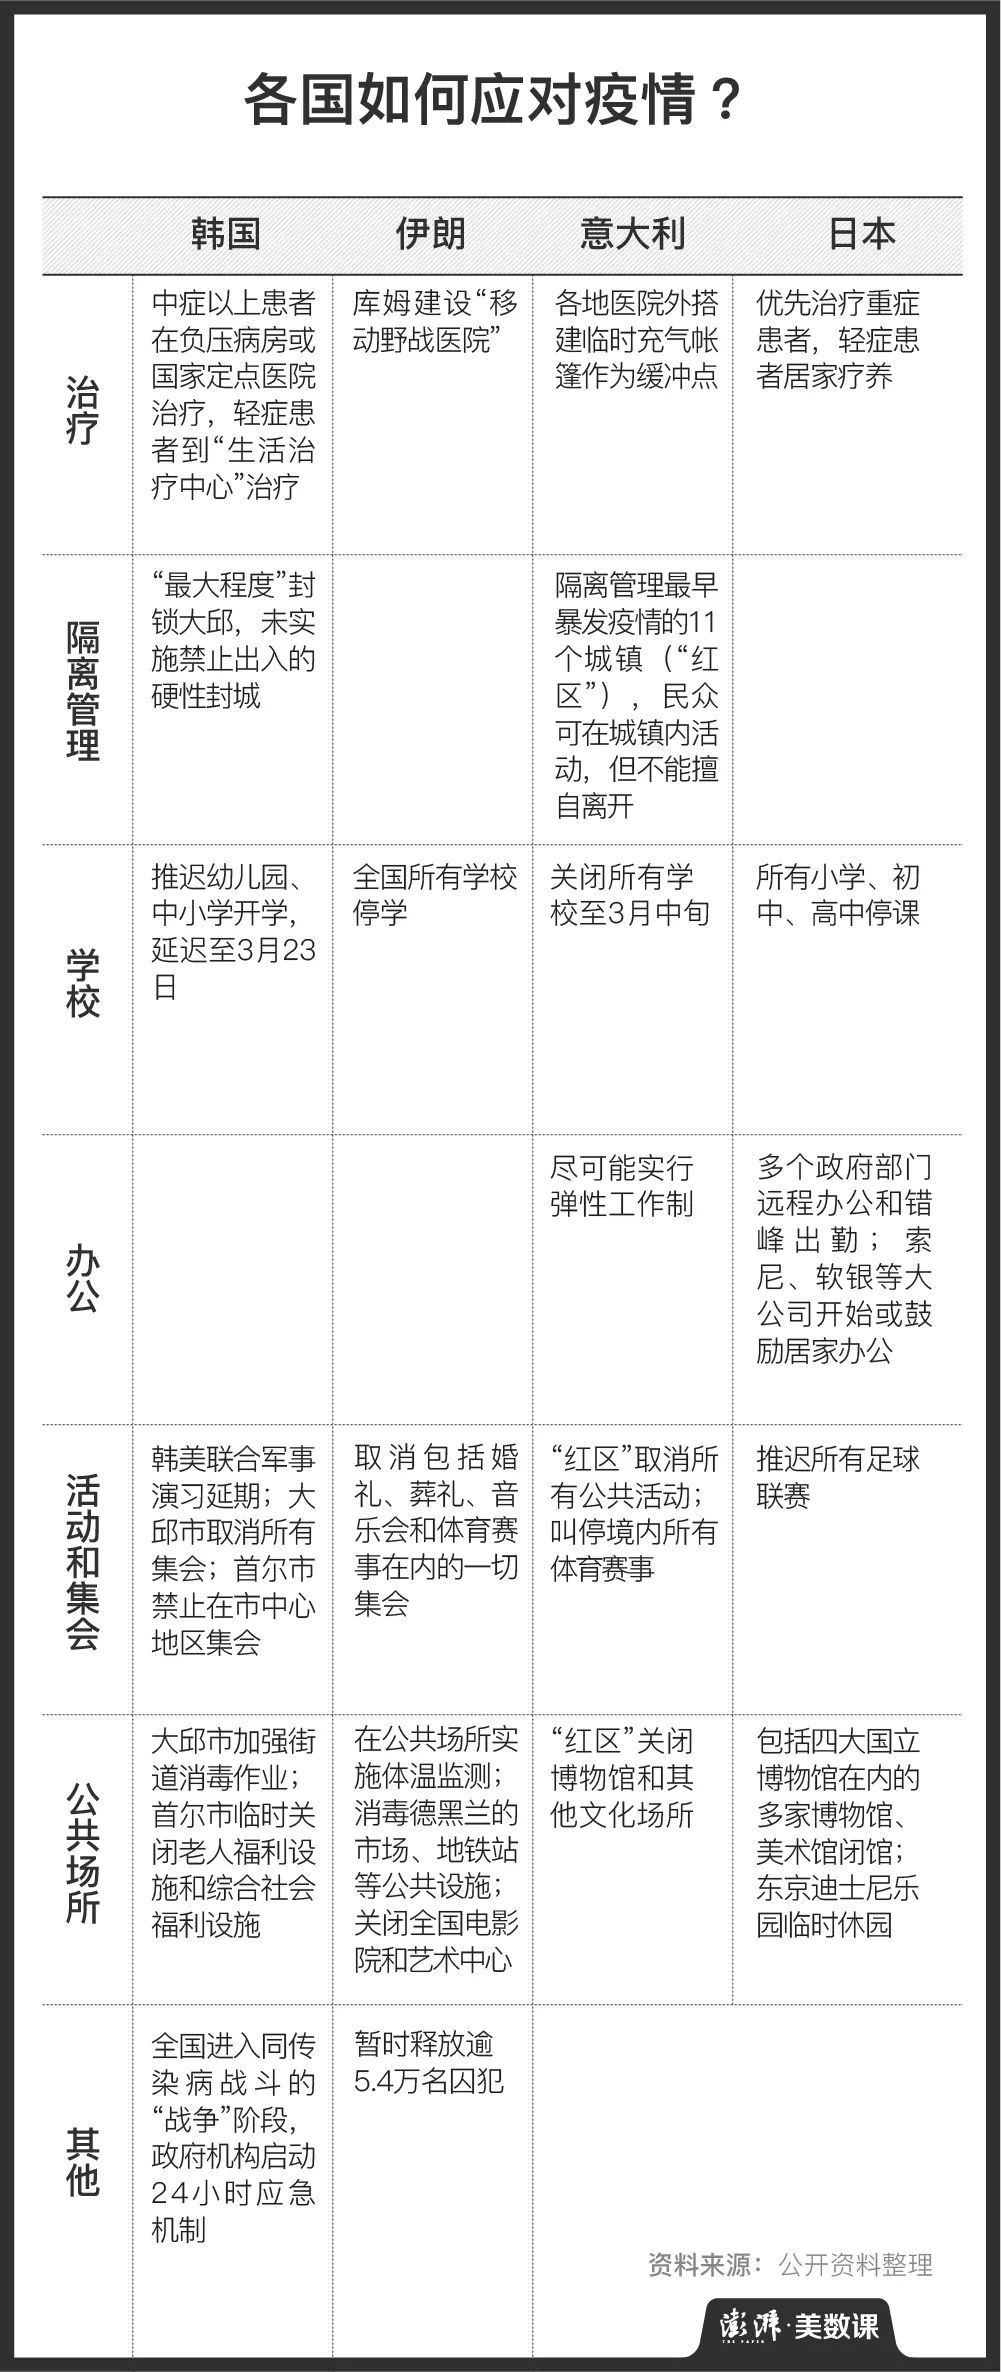 各国如何应对疫情？
韩国
伊朗
意大利
日本
治疗
中症以上患者
在负压病房或
国家定点医院
治疗，轻症患
者到“生活治
疗中心”治疗
库姆建设“移
动野战医院”
各地医院外搭
建临时充气帐
篷作为缓冲点
优先治疗重症
患者，轻症患
者居家疗养
隔离管理
“最大程度”封
锁大邱，未实
施禁止出入的
硬性封城
隔离管理最早
暴发疫情的11
个城镇（“红
区”），民众
可在城镇内活
动，但不能擅
自离开
学校
推迟幼儿园、
中小学开学，
延迟至3月23
日
全国所有学校
停学
关闭所有学
校至3月中旬
所有小学、初
中、高中停课
办公
尽可能实行
弹性工作制
多个政府部门
远程办公和错
峰出勤；索
尼、软银等大
公司开始或鼓
励居家办公
活动和集会
韩美联合军事
演习延期；大
邱市取消所有
集会；首尔市
禁止在市中心
地区集会
取消包括婚
礼、葬礼、音
乐会和体育赛
事在内的一切
集会
“红区”取消所
有公共活动；
叫停境内所有
体育赛事
推迟所有足球
联赛
公共场所
大邱市加强街
道消毒作业；
首尔市临时关
闭老人福利设
施和综合社会
福利设施
在公共场所实
施体温监测；
消毒德黑兰的
市场、地铁站
等公共设施；
关闭全国电影
院和艺术中心
“红区”关闭
博物馆和其
他文化场所
包括四大国立
博物馆在内的
多家博物馆、
美术馆闭馆；
东京迪士尼乐
园临时休园
其他
全国进入同传
染病战斗的
“战争”阶段，
政府机构启动
24小时应急
机制
暂时释放逾
5.4万名囚犯
资料来源：公开资料整理
澎湃·美数课
THE PAPER